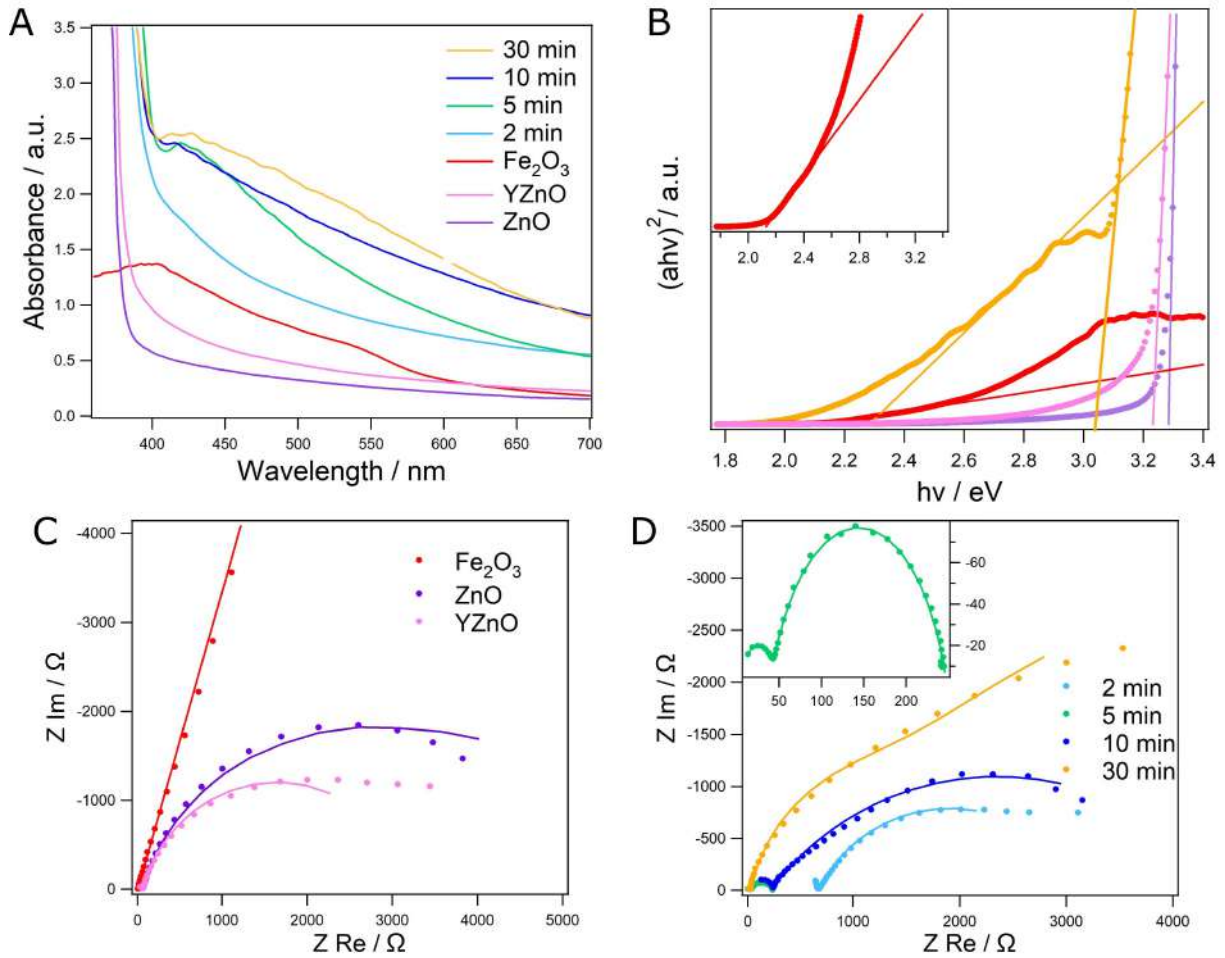 A
3.5
3.0
2.5
2.0
1.5
1.0
0.5
0.0
Absorbance / a.u.
30 min
10 min
5 min
2 min
Fe₂O₃
YZnO
ZnO
400 450 500 550 600 650 700
Wavelength / nm
B
(ahv)² / a.u.
2.0 2.4 2.8 3.2
1.8 2.0 2.2 2.4 2.6 2.8 3.0 3.2 3.4
hv / eV
C
-4000
-3000
-2000
-1000
0
Z Im / Ω
Fe₂O₃
ZnO
YZnO
0 1000 2000 3000 4000 5000
Z Re / Ω
D
-3500
-3000
-2500
-2000
-1500
-1000
-500
0
Z Im / Ω
-60
-40
-20
50 100 150 200
2 min
5 min
10 min
30 min
0 1000 2000 3000 4000
Z Re / Ω